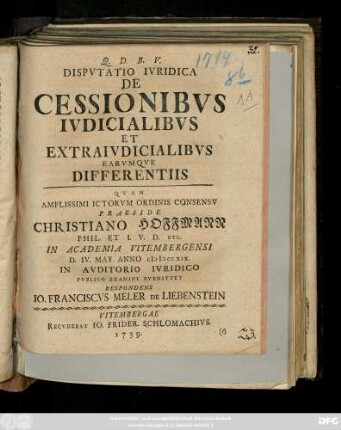 Q. D. B. V.
DISPVTATIO IVRIDICA
DE
CESSIONIBVS
IVDICIALIBVS
ET
EXTRAIVDICIALIBVS
EARVMQVE
DIFFERENTIIS
QVAM
AMPLISSIMI ICTORVM ORDINIS CONSENSV
PRAESIDE
CHRISTIANO HOFFMANN
PHIL. ET I. V. D. ETC.
IN ACADEMIA VITEMBERGENSI
D. IV. MAY. ANNO cIɔIɔccxix.
IN AVDITORIO IVRIDICO
PVBLICO EXAMINI SVBMITTET
RESPONDENS
IO. FRANCISCVS MELER DE LIEBENSTEIN
VITEMBERGAE
RECVDEBAT IO. FRIDER. SCHLOMACHIVS.
1739.